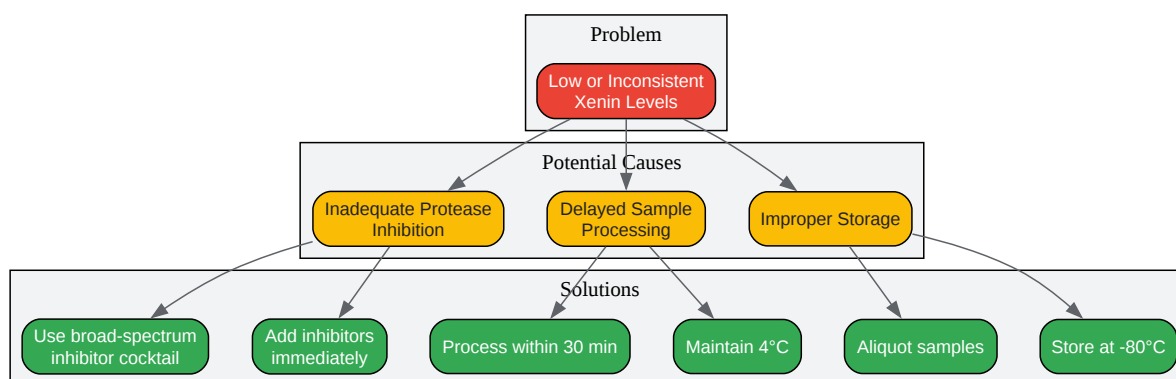 Problem
Low or Inconsistent
Xenin Levels
Potential Causes
Inadequate Protease
Inhibition
Delayed Sample
Processing
Improper Storage
Solutions
Use broad-spectrum
inhibitor cocktail
Add inhibitors
immediately
Process within 30 min
Maintain 4°C
Aliquot samples
Store at -80°C